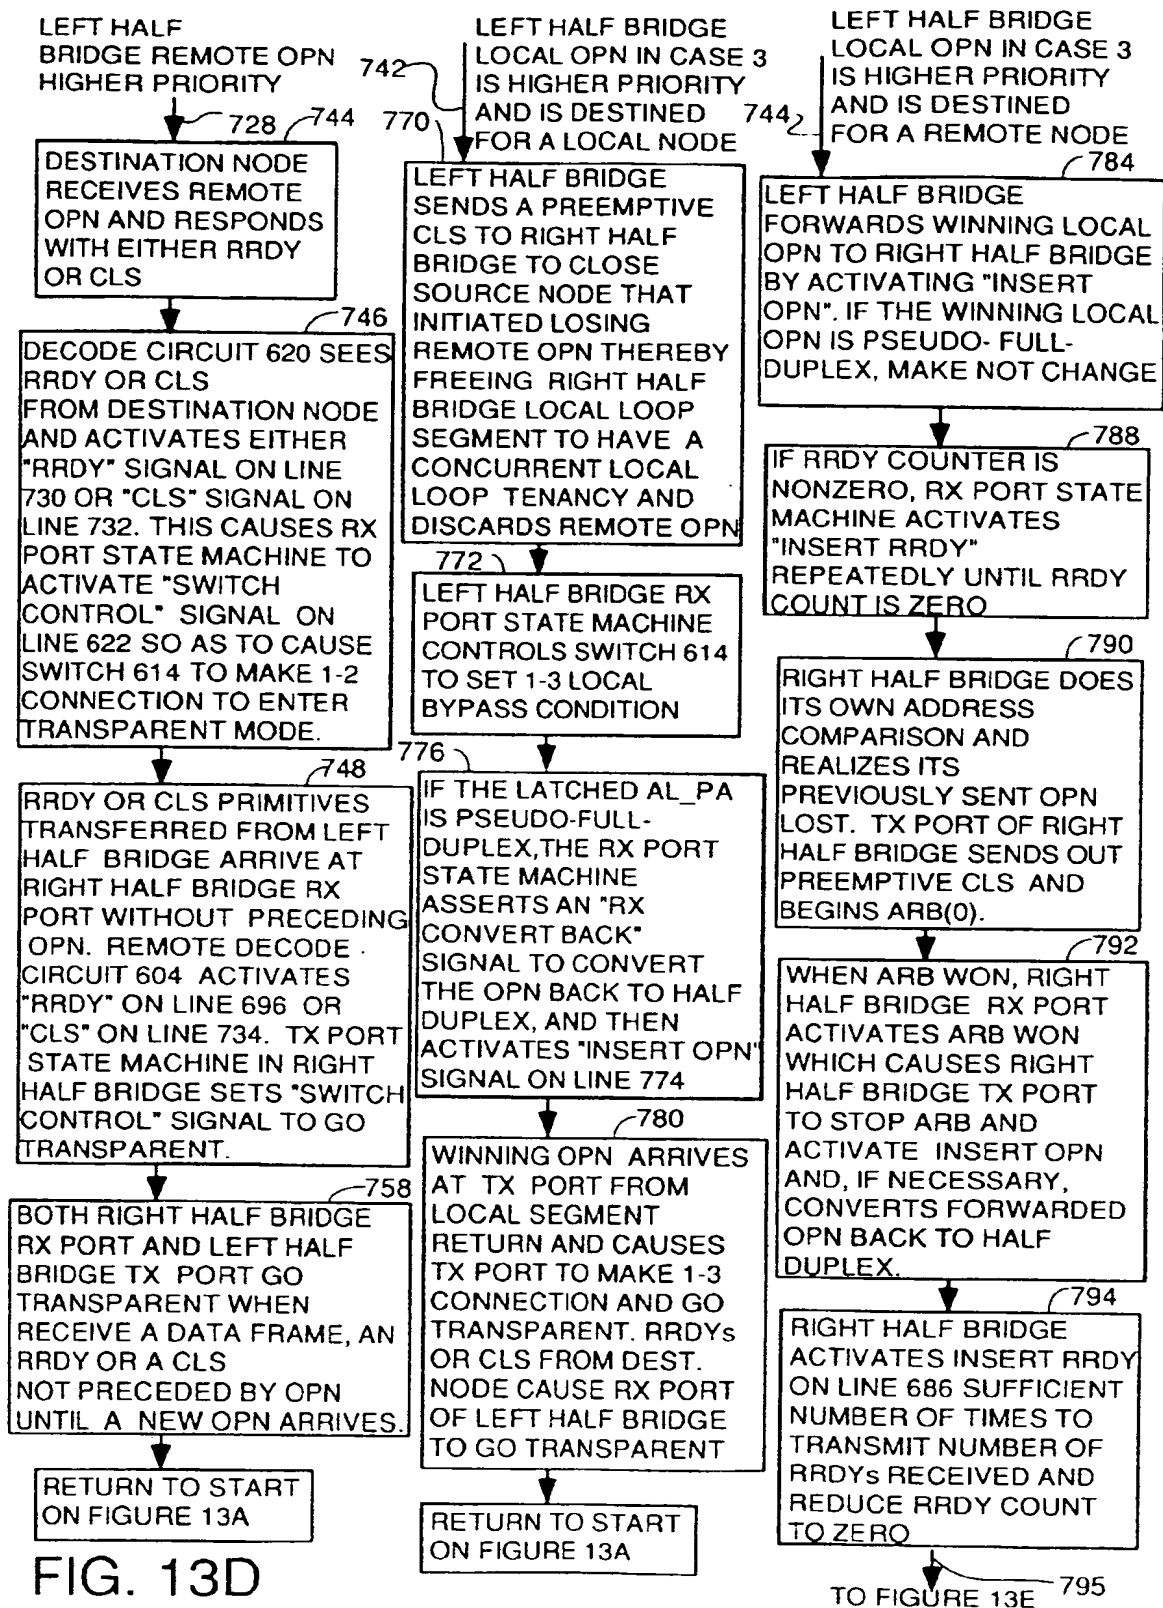 LEFT HALF
BRIDGE REMOTE OPN
HIGHER PRIORITY
728
744
DESTINATION NODE
RECEIVES REMOTE
OPN AND RESPONDS
WITH EITHER RRDY
OR CLS
746
DECODE CIRCUIT 620 SEES
RRDY OR CLS
FROM DESTINATION NODE
AND ACTIVATES EITHER
"RRDY" SIGNAL ON LINE
730 OR "CLS" SIGNAL ON
LINE 732. THIS CAUSES RX
PORT STATE MACHINE TO
ACTIVATE "SWITCH
CONTROL" SIGNAL ON
LINE 622 SO AS TO CAUSE
SWITCH 614 TO MAKE 1-2
CONNECTION TO ENTER
TRANSPARENT MODE.
748
RRDY OR CLS PRIMITIVES
TRANSFERRED FROM LEFT
HALF BRIDGE ARRIVE AT
RIGHT HALF BRIDGE RX
PORT WITHOUT PRECEDING
OPN. REMOTE DECODE
CIRCUIT 604 ACTIVATES
"RRDY" ON LINE 696 OR
"CLS" ON LINE 734. TX PORT
STATE MACHINE IN RIGHT
HALF BRIDGE SETS "SWITCH
CONTROL" SIGNAL TO GO
TRANSPARENT.
758
BOTH RIGHT HALF BRIDGE
RX PORT AND LEFT HALF
BRIDGE TX PORT GO
TRANSPARENT WHEN
RECEIVE A DATA FRAME, AN
RRDY OR A CLS
NOT PRECEDED BY OPN
UNTIL A NEW OPN ARRIVES.
RETURN TO START
ON FIGURE 13A
FIG. 13D
LEFT HALF BRIDGE
LOCAL OPN IN CASE 3
IS HIGHER PRIORITY
AND IS DESTINED
FOR A LOCAL NODE
742
770
LEFT HALF BRIDGE
SENDS A PREEMPTIVE
CLS TO RIGHT HALF
BRIDGE TO CLOSE
SOURCE NODE THAT
INITIATED LOSING
REMOTE OPN THEREBY
FREEING RIGHT HALF
BRIDGE LOCAL LOOP
SEGMENT TO HAVE A
CONCURRENT LOCAL
LOOP TENANCY AND
DISCARDS REMOTE OPN
772
LEFT HALF BRIDGE RX
PORT STATE MACHINE
CONTROLS SWITCH 614
TO SET 1-3 LOCAL
BYPASS CONDITION
776
IF THE LATCHED AL_PA
IS PSEUDO-FULL-
DUPLEX,THE RX PORT
STATE MACHINE
ASSERTS AN "RX
CONVERT BACK"
SIGNAL TO CONVERT
THE OPN BACK TO HALF
DUPLEX, AND THEN
ACTIVATES "INSERT OPN"
SIGNAL ON LINE 774
780
WINNING OPN ARRIVES
AT TX PORT FROM
LOCAL SEGMENT
RETURN AND CAUSES
TX PORT TO MAKE 1-3
CONNECTION AND GO
TRANSPARENT. RRDYs
OR CLS FROM DEST.
NODE CAUSE RX PORT
OF LEFT HALF BRIDGE
TO GO TRANSPARENT
RETURN TO START
ON FIGURE 13A
LEFT HALF BRIDGE
LOCAL OPN IN CASE 3
IS HIGHER PRIORITY
AND IS DESTINED
FOR A REMOTE NODE
744
784
LEFT HALF BRIDGE
FORWARDS WINNING LOCAL
OPN TO RIGHT HALF BRIDGE
BY ACTIVATING "INSERT
OPN". IF THE WINNING LOCAL
OPN IS PSEUDO- FULL-
DUPLEX, MAKE NOT CHANGE
788
IF RRDY COUNTER IS
NONZERO, RX PORT STATE
MACHINE ACTIVATES
"INSERT RRDY"
REPEATEDLY UNTIL RRDY
COUNT IS ZERO
790
RIGHT HALF BRIDGE DOES
ITS OWN ADDRESS
COMPARISON AND
REALIZES ITS
PREVIOUSLY SENT OPN
LOST. TX PORT OF RIGHT
HALF BRIDGE SENDS OUT
PREEMPTIVE CLS AND
BEGINS ARB(0).
792
WHEN ARB WON, RIGHT
HALF BRIDGE RX PORT
ACTIVATES ARB WON
WHICH CAUSES RIGHT
HALF BRIDGE TX PORT
TO STOP ARB AND
ACTIVATE INSERT OPN
AND, IF NECESSARY,
CONVERTS FORWARDED
OPN BACK TO HALF
DUPLEX.
794
RIGHT HALF BRIDGE
ACTIVATES INSERT RRDY
ON LINE 686 SUFFICIENT
NUMBER OF TIMES TO
TRANSMIT NUMBER OF
RRDYs RECEIVED AND
REDUCE RRDY COUNT
TO ZERO
795
TO FIGURE 13E